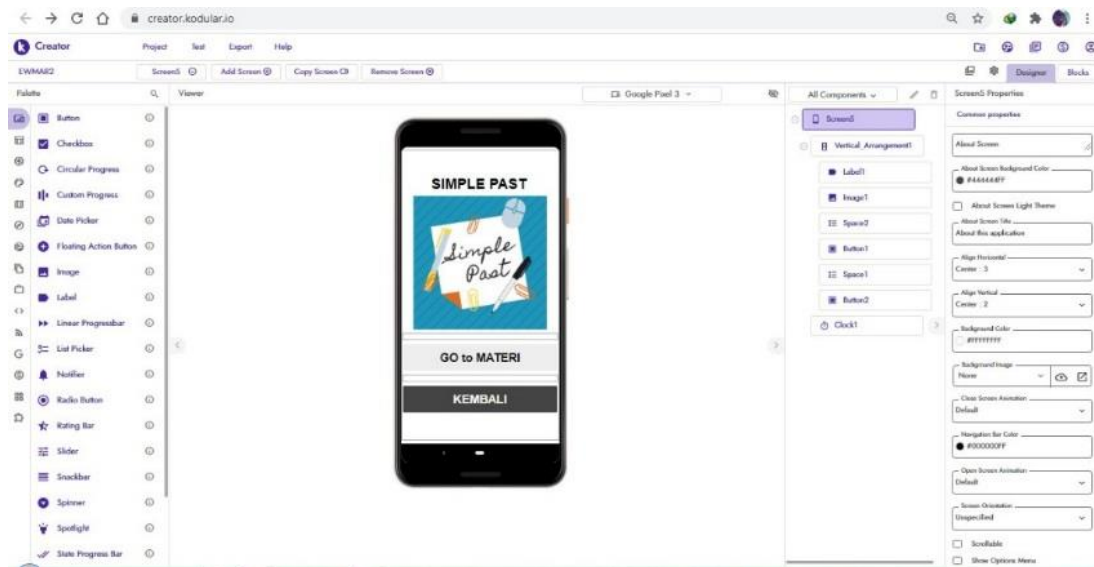 creator.kodular.io
Creator
Project Test Export Help
EWMAR2
Screen5 Add Screen Copy Screen Remove Screen
Designer Blocks
Palette
Viewer
Google Pixel 3
All Components
Screen5 Properties
Button
Checkbox
Circular Progress
Custom Progress
Date Picker
Floating Action Button
Image
Label
Linear Progressbar
List Picker
Notifier
Radio Button
Rating Bar
Slider
Snackbar
Spinner
Spotlight
State Progress Bar
SIMPLE PAST
Simple
Past
GO to MATERI
KEMBALI
Screen5
Vertical_Arrangement1
Label1
Image1
Space2
Button1
Space1
Button2
Clock1
Common properties
About Screen
About Screen Background Color
#444444FF
About Screen Light Theme
About Screen Title
About this application
Align Horizontal
Center : 3
Align Vertical
Center : 2
Background Color
#FFFFFFFF
Background Image
None
Close Screen Animation
Default
Navigation Bar Color
#000000FF
Open Screen Animation
Default
Screen Orientation
Unspecified
Scrollable
Show Options Menu